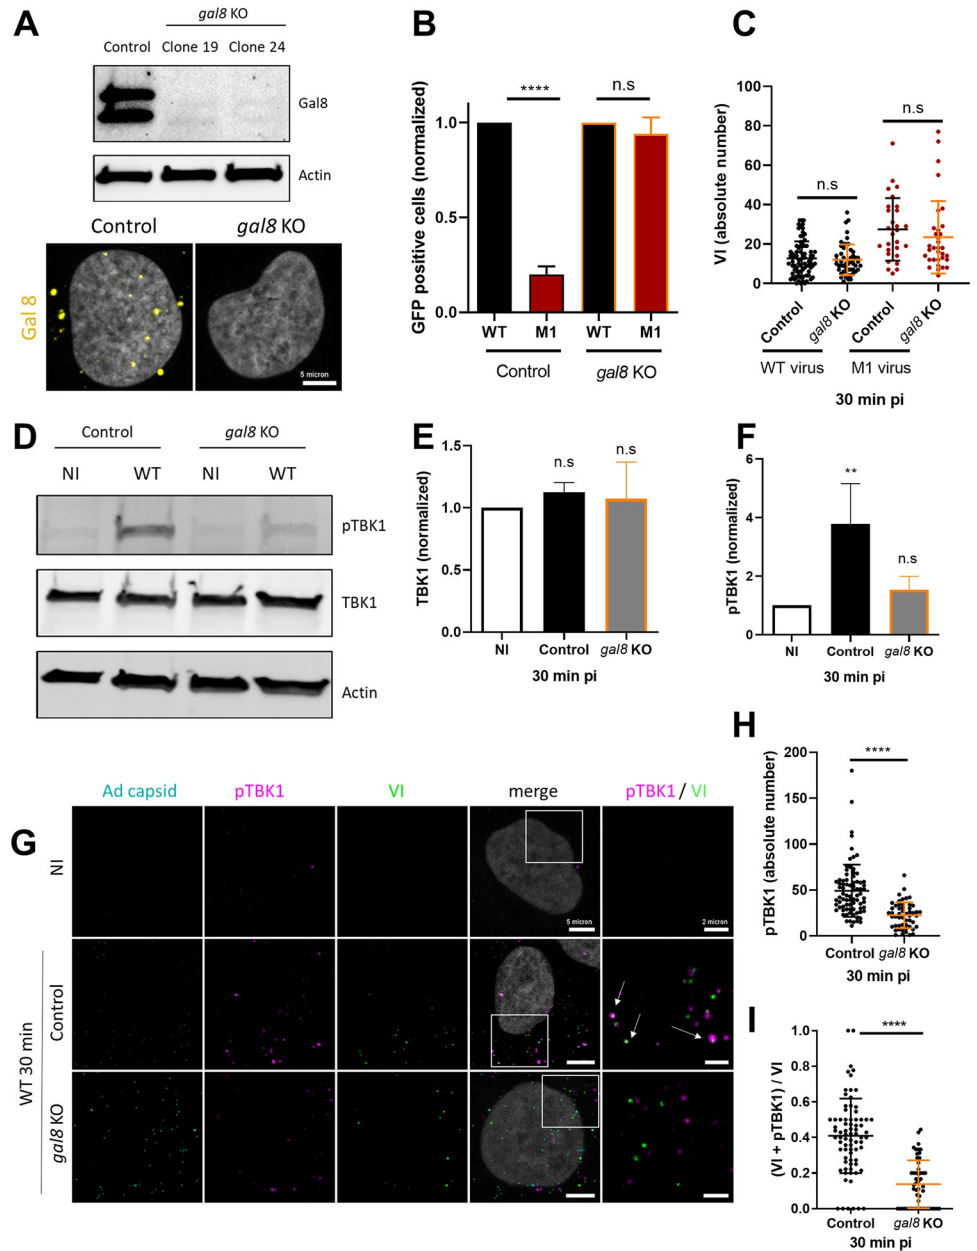 A
gal8 KO
Control Clone 19 Clone 24
Gal8
Actin
Control gal8 KO
Gal 8
5 micron
B
GFP positive cells (normalized)
**** n.s
1.0
0.5
0.0
WT M1 WT M1
Control gal8 KO
C
VI (absolute number)
100
80
60
40
20
0
n.s
n.s
Control gal8 KO Control gal8 KO
WT virus M1 virus
30 min pi
D
Control gal8 KO
NI WT NI WT
pTBK1
TBK1
Actin
E
TBK1 (normalized)
1.5
1.0
0.5
0.0
n.s n.s
NI Control gal8 KO
30 min pi
F
pTBK1 (normalized)
6
4
2
0
**
n.s
NI Control gal8 KO
30 min pi
G
Ad capsid pTBK1 VI merge pTBK1 / VI
NI
5 micron 2 micron
WT 30 min
Control
gal8 KO
H
pTBK1 (absolute number)
200
150
100
50
0
****
Control gal8 KO
30 min pi
I
(VI + pTBK1) / VI
1.0
0.8
0.6
0.4
0.2
0.0
****
Control gal8 KO
30 min pi